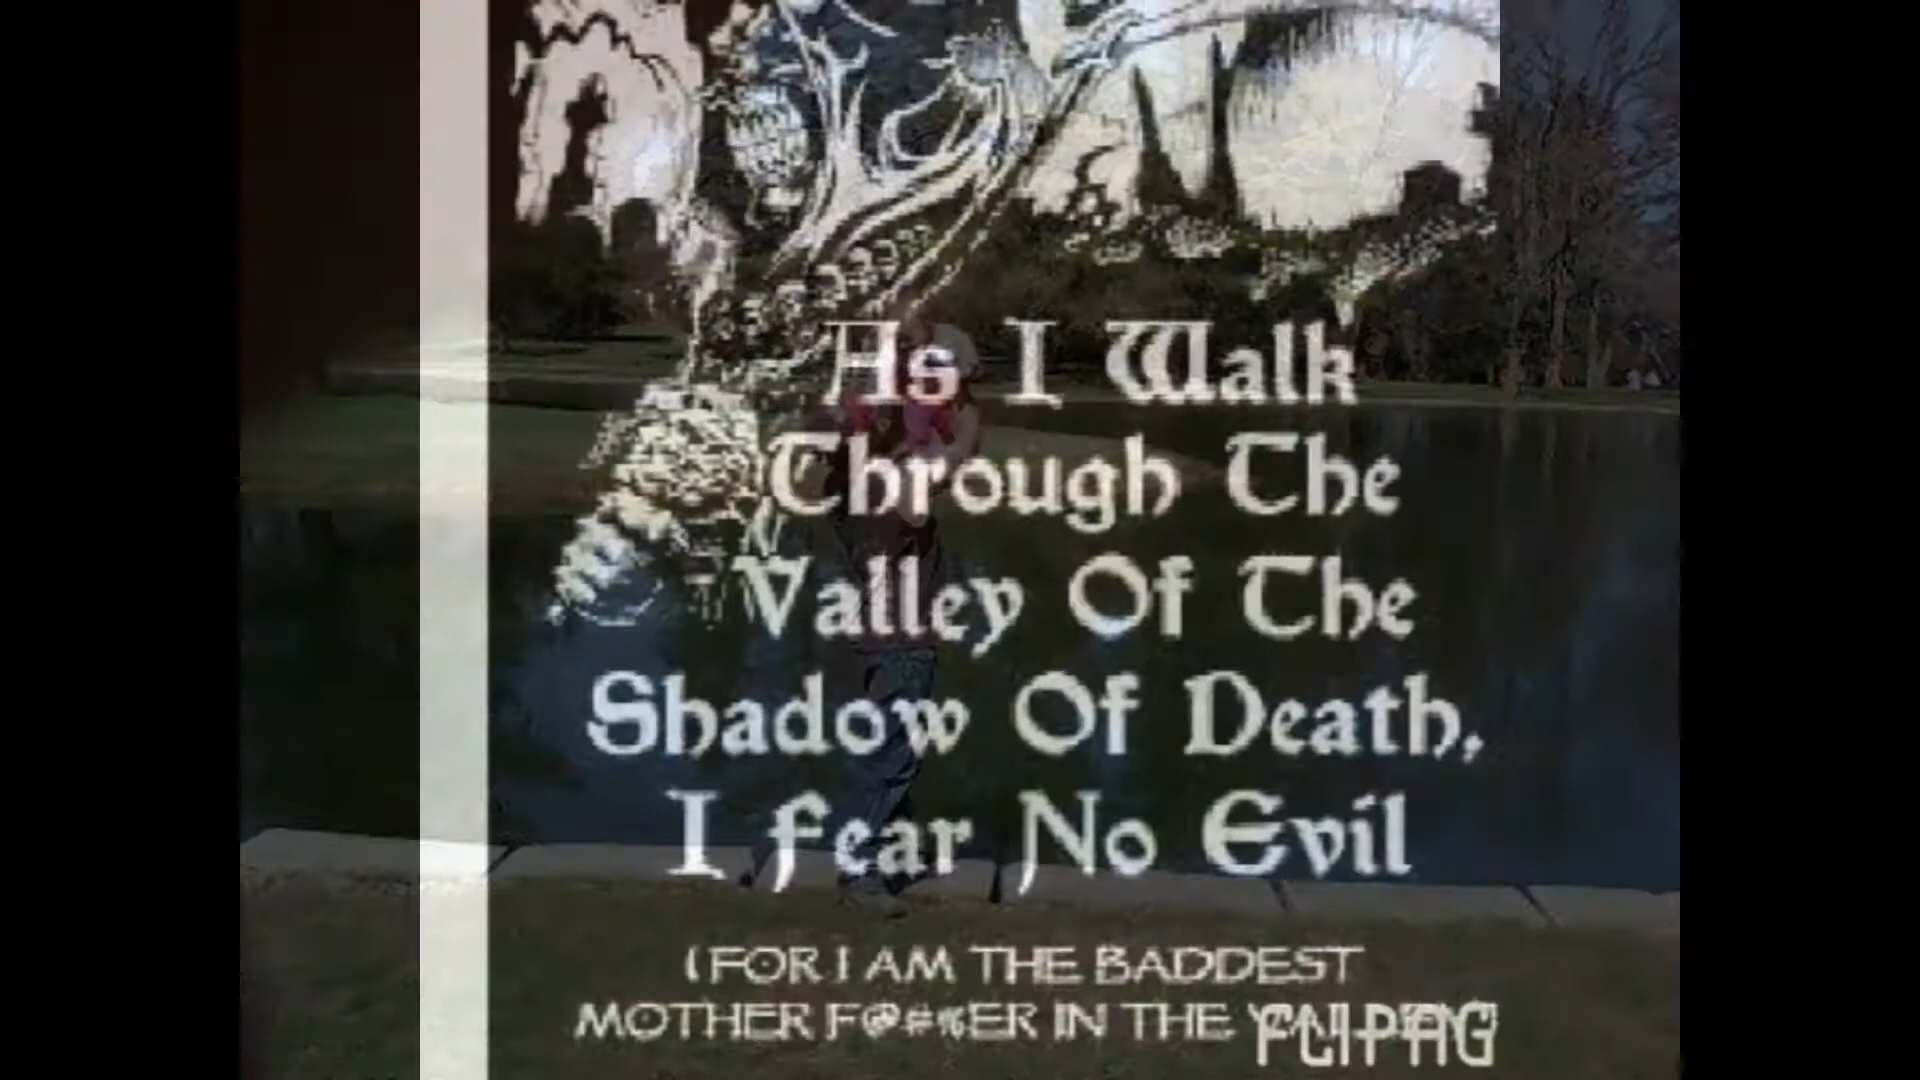 As I Walk
Through The
Valley Of The
Shadow Of Death,
I Fear No Evil
(FOR I AM THE BADDEST
MOTHER F@#%ER IN THE
FLIPAG